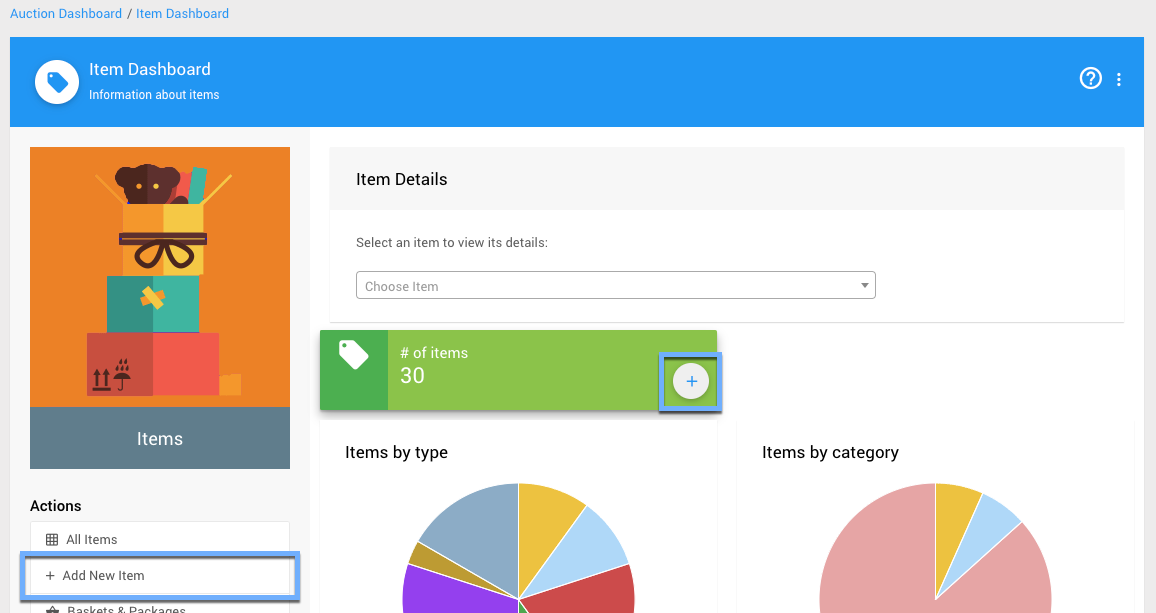 Auction Dashboard / Item Dashboard
Item Dashboard
Information about items
Items
Actions
All Items
+ Add New Item
Baskets & Packages
Item Details
Select an item to view its details:
Choose Item
# of items
30
+
Items by type
Items by category